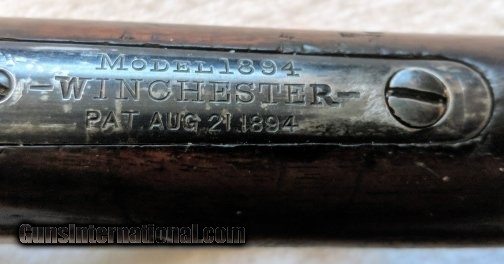 MODEL 1894
-WINCHESTER-
PAT AUG 21.1894
GunsInternational.com